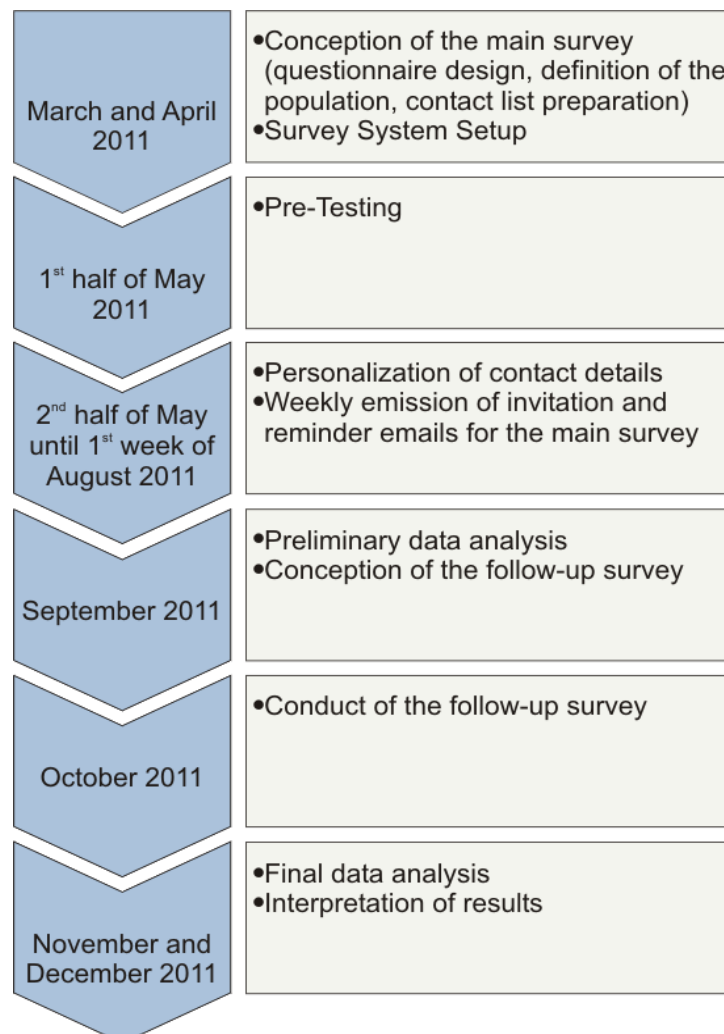 March and April
2011
•Conception of the main survey
(questionnaire design, definition of the
population, contact list preparation)
•Survey System Setup
1st half of May
2011
•Pre-Testing
2nd half of May
until 1st week of
August 2011
•Personalization of contact details
•Weekly emission of invitation and
reminder emails for the main survey
September 2011
•Preliminary data analysis
•Conception of the follow-up survey
October 2011
•Conduct of the follow-up survey
November and
December 2011
•Final data analysis
•Interpretation of results